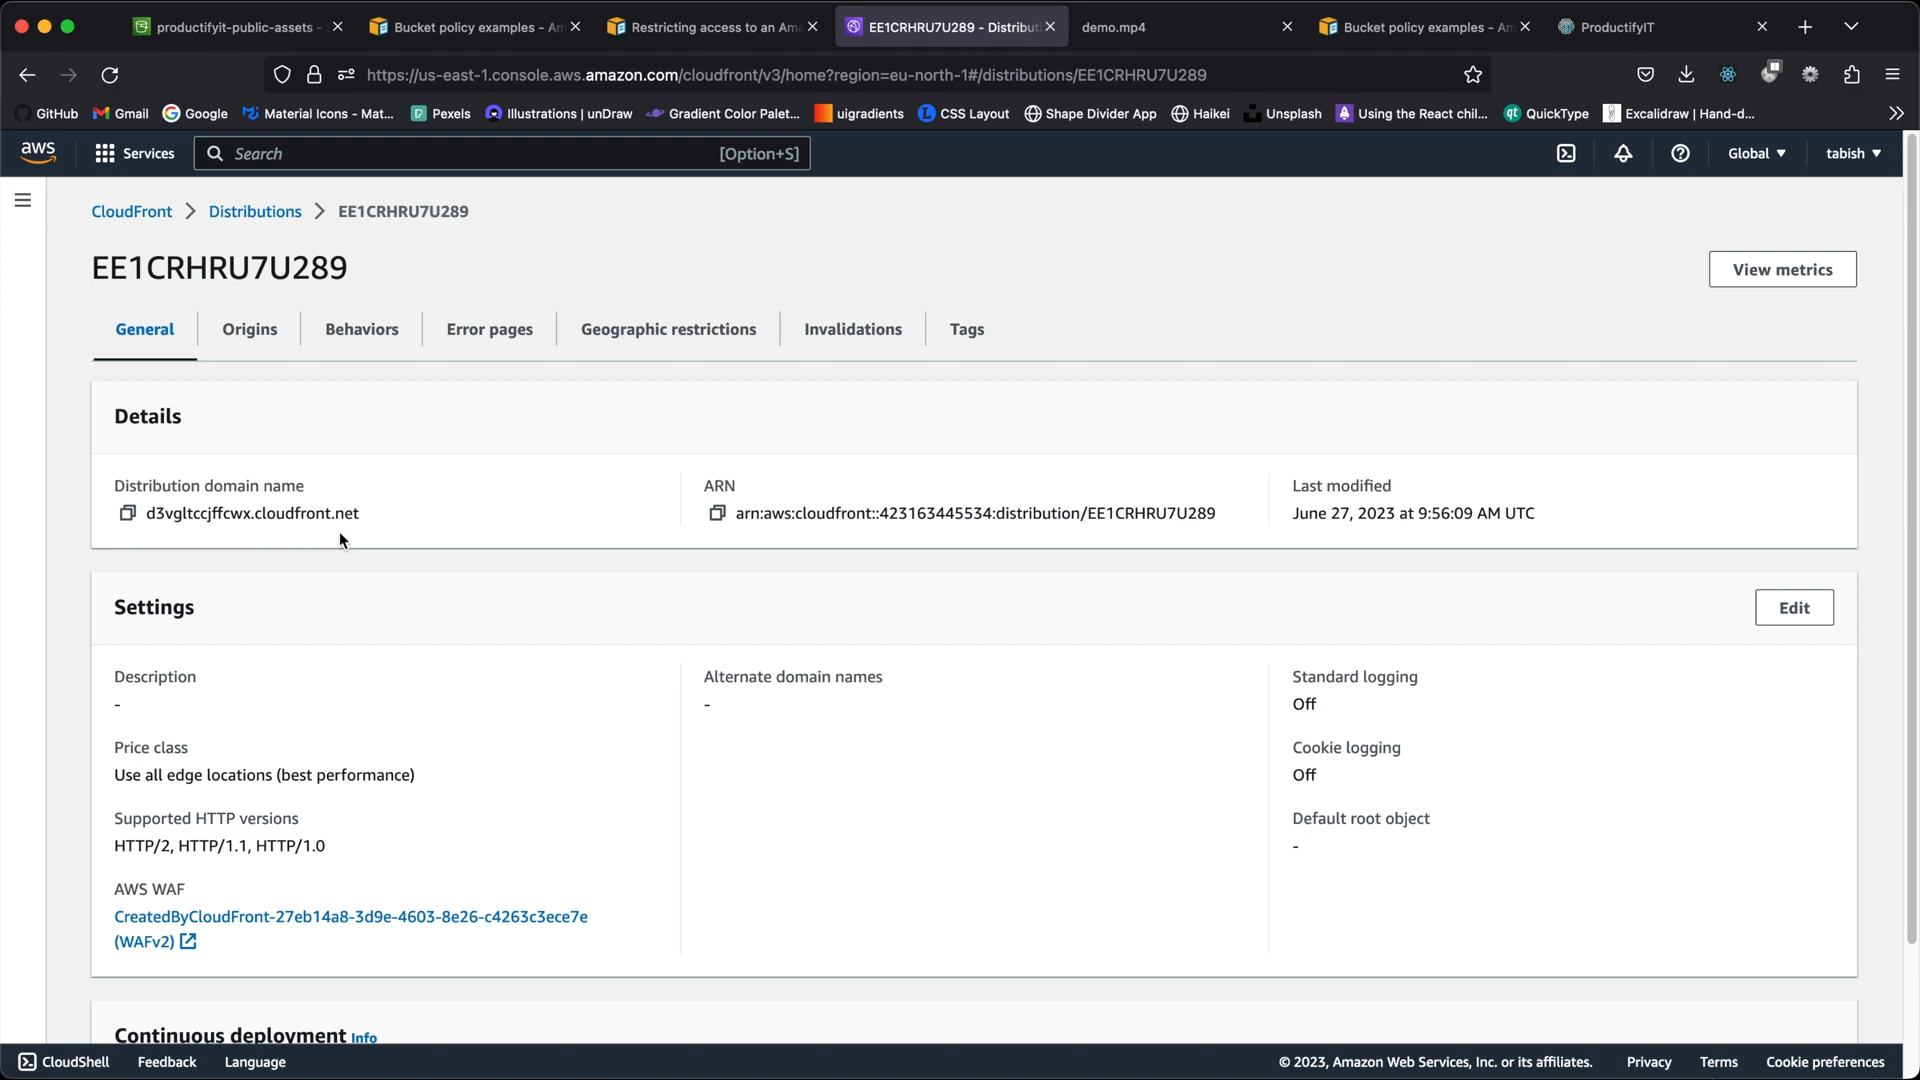 productifyit-public-assets -
Bucket policy examples - Am
Restricting access to an Ama
EE1CRHRU7U289 - Distribut
demo.mp4
Bucket policy examples - Am
ProductifyIT
https://us-east-1.console.aws.amazon.com/cloudfront/v3/home?region=eu-north-1#/distributions/EE1CRHRU7U289
GitHub
Gmail
Google
Material Icons - Mat...
Pexels
Illustrations | unDraw
Gradient Color Palet...
uigradients
CSS Layout
Shape Divider App
Haikei
Unsplash
Using the React chil...
qt QuickType
Excalidraw | Hand-d...
aws
Services
Search
[Option+S]
Global
tabish
CloudFront
Distributions
EE1CRHRU7U289
EE1CRHRU7U289
View metrics
General
Origins
Behaviors
Error pages
Geographic restrictions
Invalidations
Tags
Details
Distribution domain name
d3vgltccjffcwx.cloudfront.net
ARN
arn:aws:cloudfront::423163445534:distribution/EE1CRHRU7U289
Last modified
June 27, 2023 at 9:56:09 AM UTC
Settings
Edit
Description
-
Price class
Use all edge locations (best performance)
Supported HTTP versions
HTTP/2, HTTP/1.1, HTTP/1.0
AWS WAF
CreatedByCloudFront-27eb14a8-3d9e-4603-8e26-c4263c3ece7e
(WAFv2)
Alternate domain names
-
Standard logging
Off
Cookie logging
Off
Default root object
-
Continuous deployment Info
CloudShell
Feedback
Language
© 2023, Amazon Web Services, Inc. or its affiliates.
Privacy
Terms
Cookie preferences